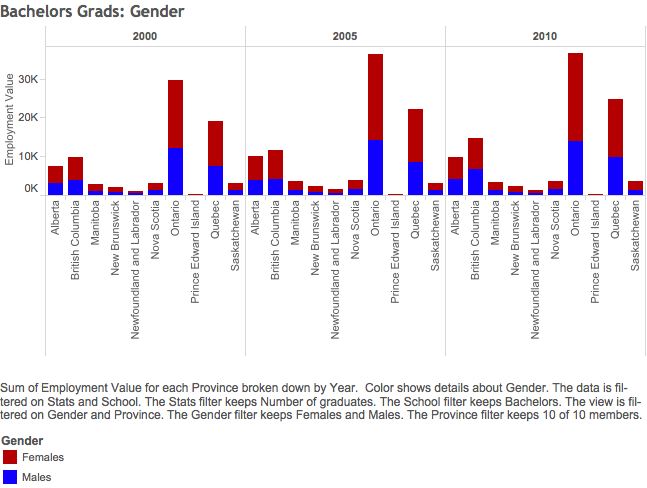 Bachelors Grads: Gender
2000 2005 2010
Employment Value
30K
20K
10K
0K
Alberta
British Columbia
Manitoba
New Brunswick
Newfoundland and Labrador
Nova Scotia
Ontario
Prince Edward Island
Quebec
Saskatchewan
Alberta
British Columbia
Manitoba
New Brunswick
Newfoundland and Labrador
Nova Scotia
Ontario
Prince Edward Island
Quebec
Saskatchewan
Alberta
British Columbia
Manitoba
New Brunswick
Newfoundland and Labrador
Nova Scotia
Ontario
Prince Edward Island
Quebec
Saskatchewan
Sum of Employment Value for each Province broken down by Year.  Color shows details about Gender. The data is fil-
tered on Stats and School. The Stats filter keeps Number of graduates. The School filter keeps Bachelors. The view is fil-
tered on Gender and Province. The Gender filter keeps Females and Males. The Province filter keeps 10 of 10 members.
Gender
Females
Males